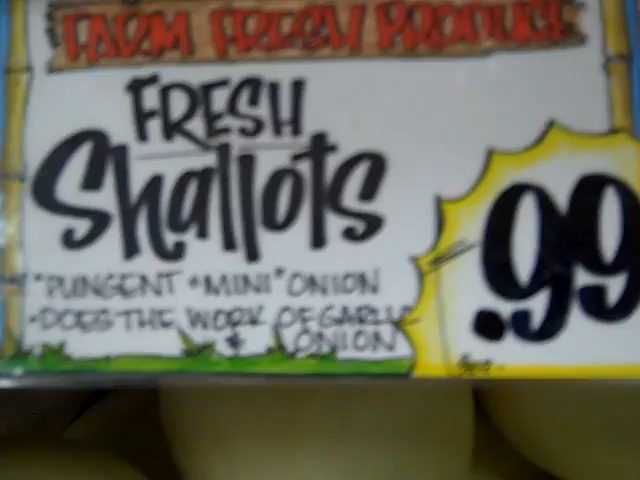 FARM FRESH PRODUCE
FRESH
Shallots
• PUNGENT "MINI" ONION
• DOES THE WORK OF GARLIC
& ONION
.99